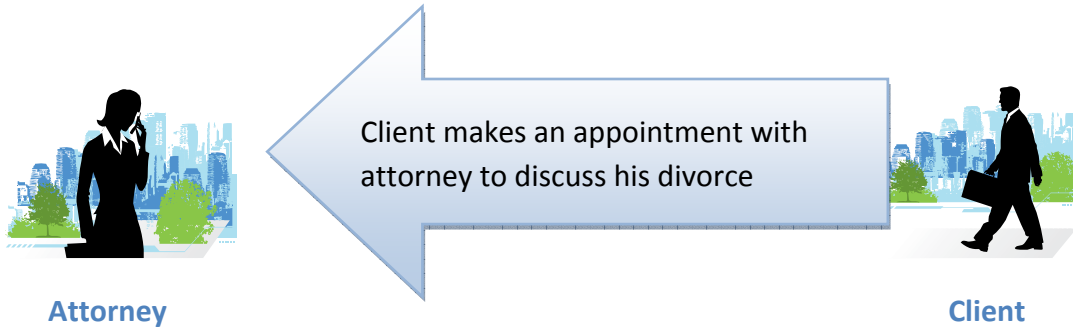 Client makes an appointment with
attorney to discuss his divorce
Attorney
Client